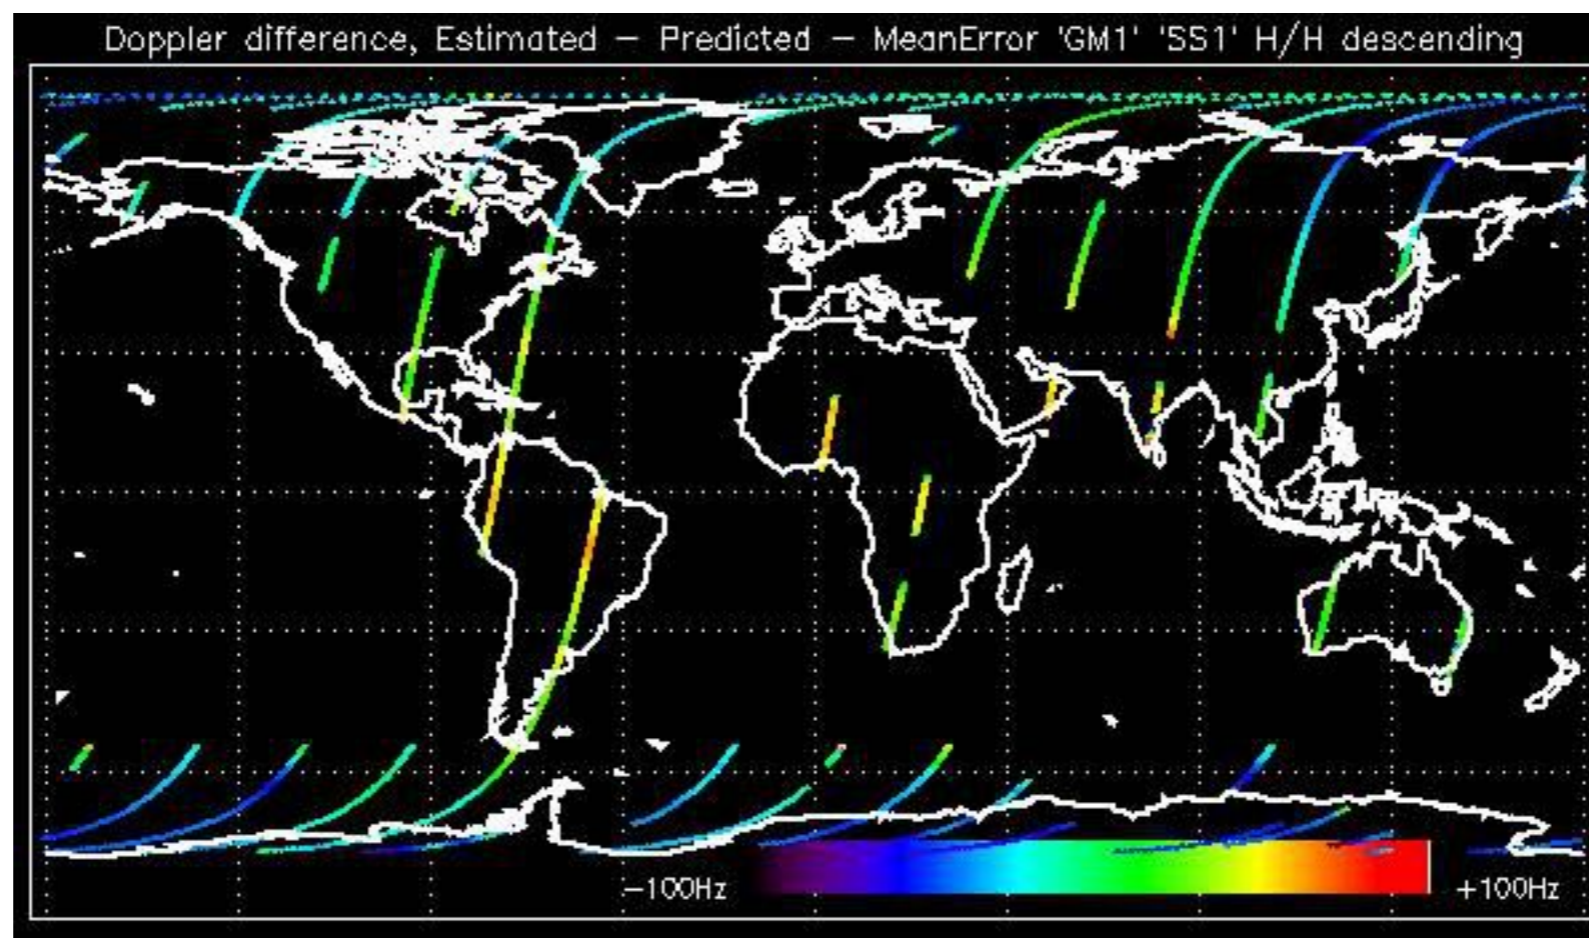 Doppler difference, Estimated – Predicted – MeanError 'GM1' 'SS1' H/H descending
−100Hz
+100Hz